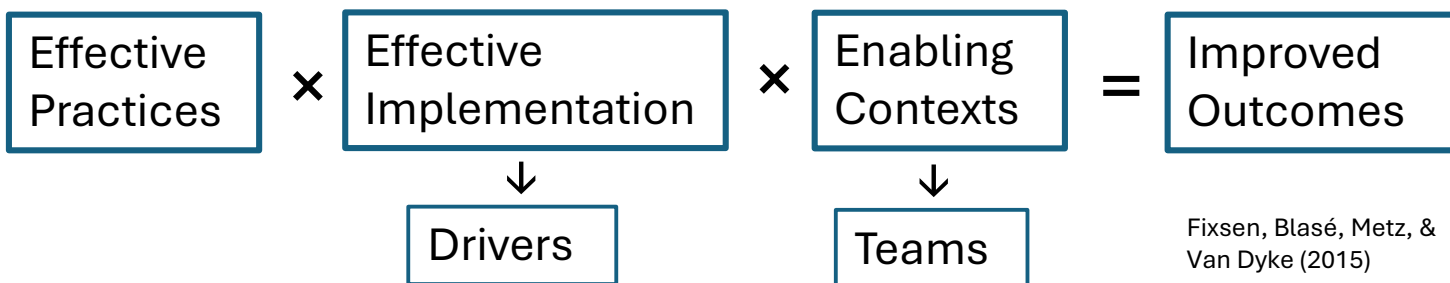 Effective
Practices
×
Effective
Implementation
×
Enabling
Contexts
=
Improved
Outcomes
↓
↓
Drivers
Teams
Fixsen, Blasé, Metz, &
Van Dyke (2015)